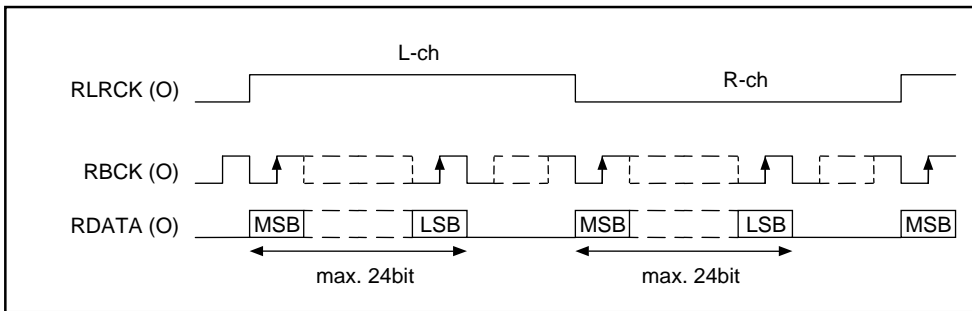 L-ch
R-ch
RLRCK (O)
RBCK (O)
RDATA (O)
MSB
LSB
MSB
LSB
MSB
max. 24bit
max. 24bit